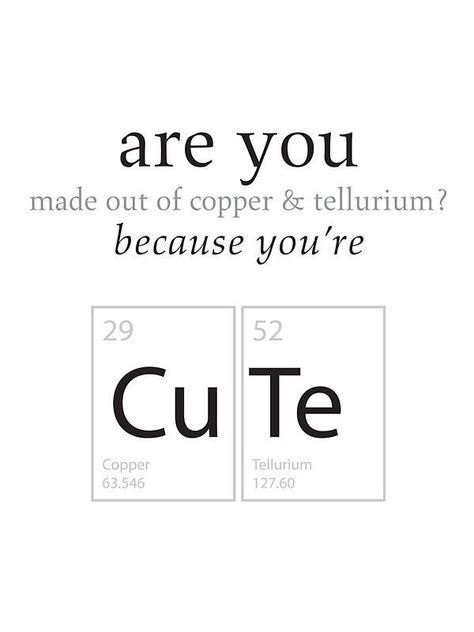 are you
made out of copper & tellurium?
because you're
29 52
Cu Te
Copper Tellurium
63.546 127.60